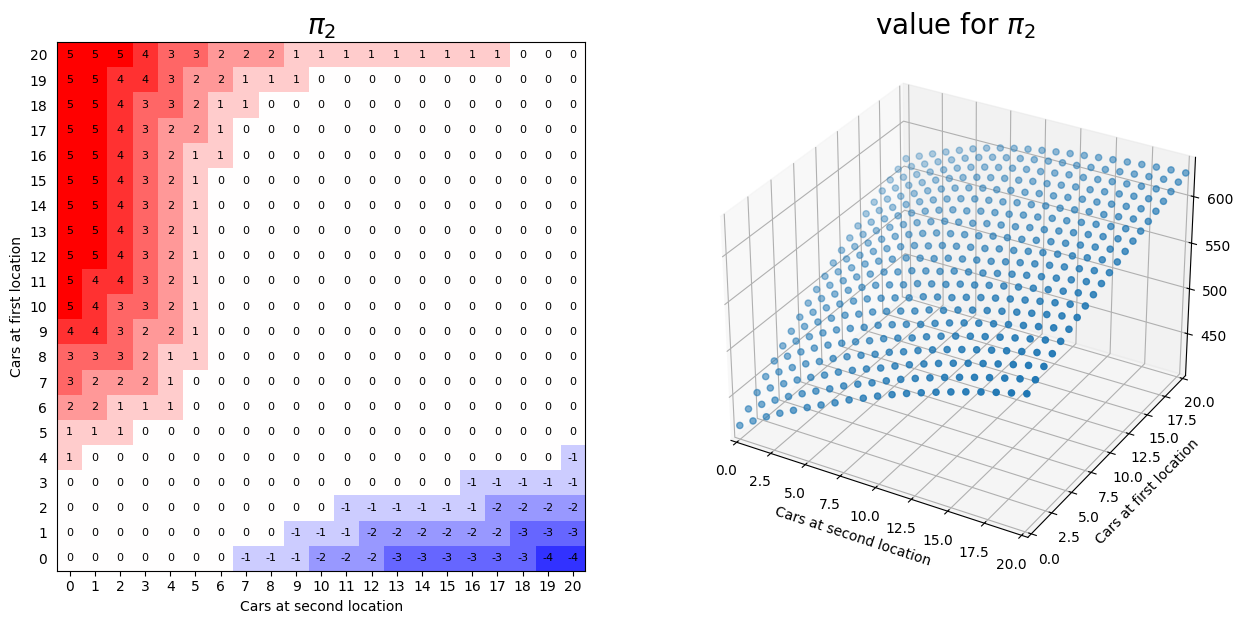 π₂
20 5 5 5 4 3 3 2 2 2 1 1 1 1 1 1 1 1 1 0 0 0
19 5 5 4 4 3 2 2 1 1 1 0 0 0 0 0 0 0 0 0 0 0
18 5 5 4 3 3 2 1 1 0 0 0 0 0 0 0 0 0 0 0 0 0
17 5 5 4 3 2 2 1 0 0 0 0 0 0 0 0 0 0 0 0 0 0
16 5 5 4 3 2 1 1 0 0 0 0 0 0 0 0 0 0 0 0 0 0
15 5 5 4 3 2 1 0 0 0 0 0 0 0 0 0 0 0 0 0 0 0
14 5 5 4 3 2 1 0 0 0 0 0 0 0 0 0 0 0 0 0 0 0
13 5 5 4 3 2 1 0 0 0 0 0 0 0 0 0 0 0 0 0 0 0
12 5 5 4 3 2 1 0 0 0 0 0 0 0 0 0 0 0 0 0 0 0
11 5 4 4 3 2 1 0 0 0 0 0 0 0 0 0 0 0 0 0 0 0
10 5 4 3 3 2 1 0 0 0 0 0 0 0 0 0 0 0 0 0 0 0
9 4 4 3 2 2 1 0 0 0 0 0 0 0 0 0 0 0 0 0 0 0
8 3 3 3 2 1 1 0 0 0 0 0 0 0 0 0 0 0 0 0 0 0
7 3 2 2 2 1 0 0 0 0 0 0 0 0 0 0 0 0 0 0 0 0
6 2 2 1 1 1 0 0 0 0 0 0 0 0 0 0 0 0 0 0 0 0
5 1 1 1 0 0 0 0 0 0 0 0 0 0 0 0 0 0 0 0 0 0
4 1 0 0 0 0 0 0 0 0 0 0 0 0 0 0 0 0 0 0 0 -1
3 0 0 0 0 0 0 0 0 0 0 0 0 0 0 0 0 -1 -1 -1 -1 -1
2 0 0 0 0 0 0 0 0 0 0 0 -1 -1 -1 -1 -1 -1 -2 -2 -2 -2
1 0 0 0 0 0 0 0 0 0 -1 -1 -1 -2 -2 -2 -2 -2 -2 -3 -3 -3
0 0 0 0 0 0 0 0 -1 -1 -1 -2 -2 -2 -3 -3 -3 -3 -3 -3 -4 -4
0 1 2 3 4 5 6 7 8 9 10 11 12 13 14 15 16 17 18 19 20
Cars at second location
Cars at first location
value for π₂
600
550
500
450
0.0 2.5 5.0 7.5 10.0 12.5 15.0 17.5 20.0
Cars at second location
0.0 2.5 5.0 7.5 10.0 12.5 15.0 17.5 20.0
Cars at first location